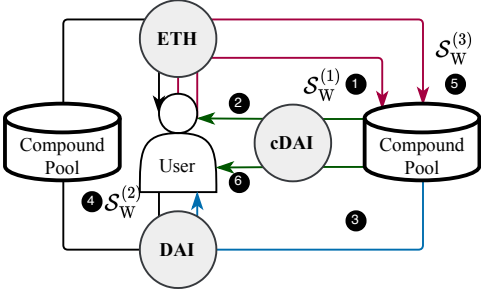 ETH
S_W^(3)
S_W^(1) 1
5
2
Compound
Pool
cDAI
Compound
Pool
User
6
4 S_W^(2)
3
DAI